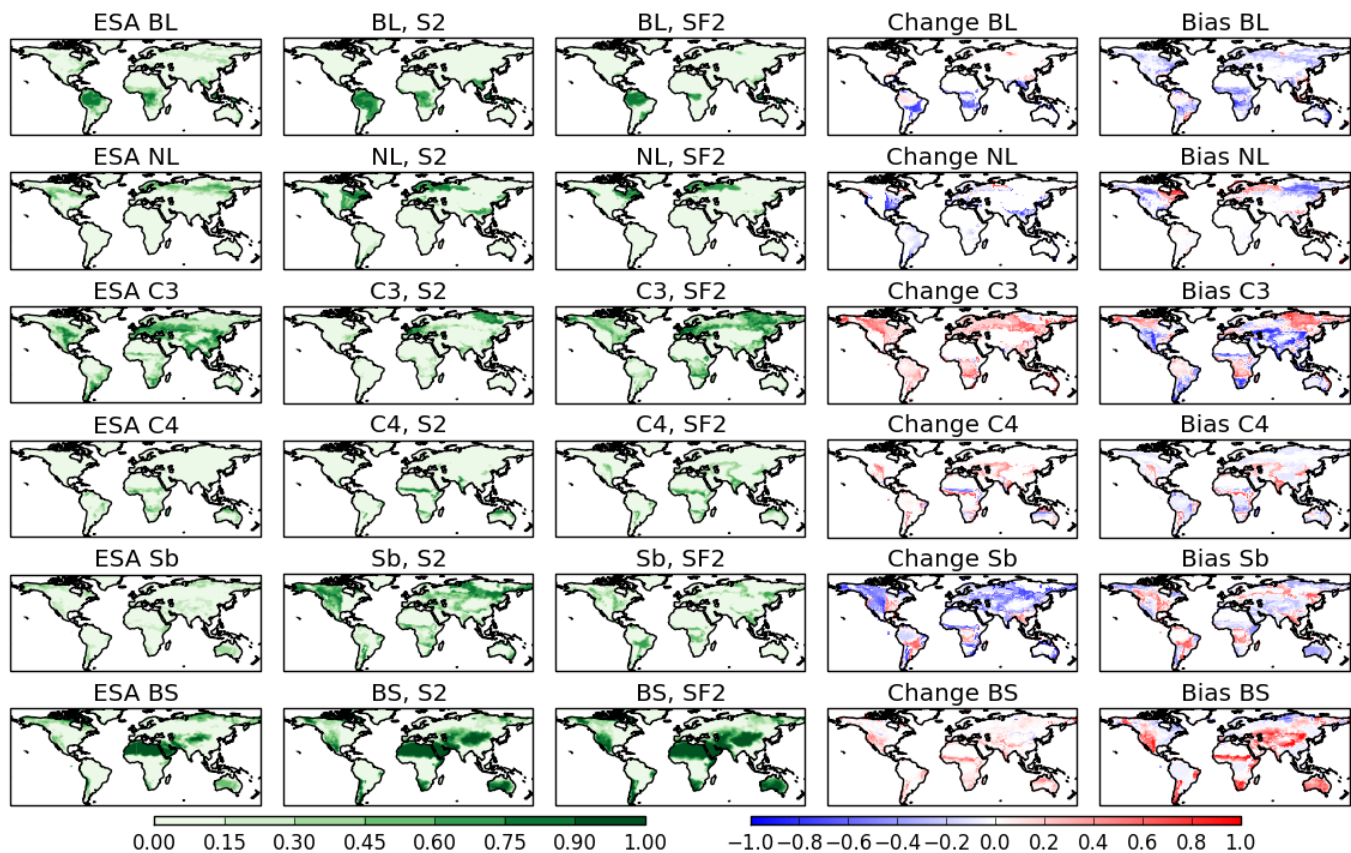 ESA BL BL, S2 BL, SF2 Change BL Bias BL
ESA NL NL, S2 NL, SF2 Change NL Bias NL
ESA C3 C3, S2 C3, SF2 Change C3 Bias C3
ESA C4 C4, S2 C4, SF2 Change C4 Bias C4
ESA Sb Sb, S2 Sb, SF2 Change Sb Bias Sb
ESA BS BS, S2 BS, SF2 Change BS Bias BS
0.00 0.15 0.30 0.45 0.60 0.75 0.90 1.00 −1.0 −0.8 −0.6 −0.4 −0.2 0.0 0.2 0.4 0.6 0.8 1.0